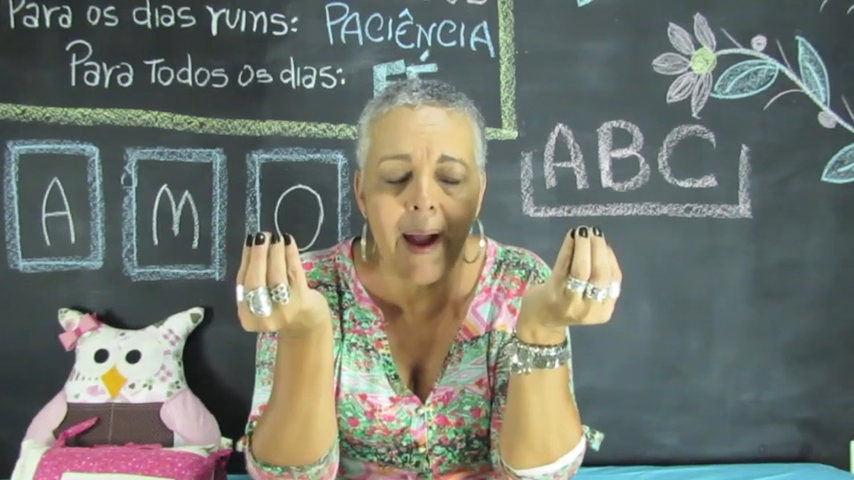 Para os dias ruins: PACIÊNCIA
Para Todos os dias: FÉ
A M O
ABC